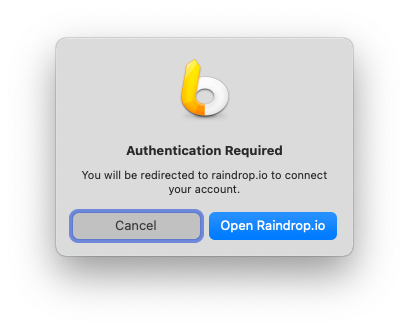 Authentication Required
You will be redirected to raindrop.io to connect
your account.
Cancel
Open Raindrop.io